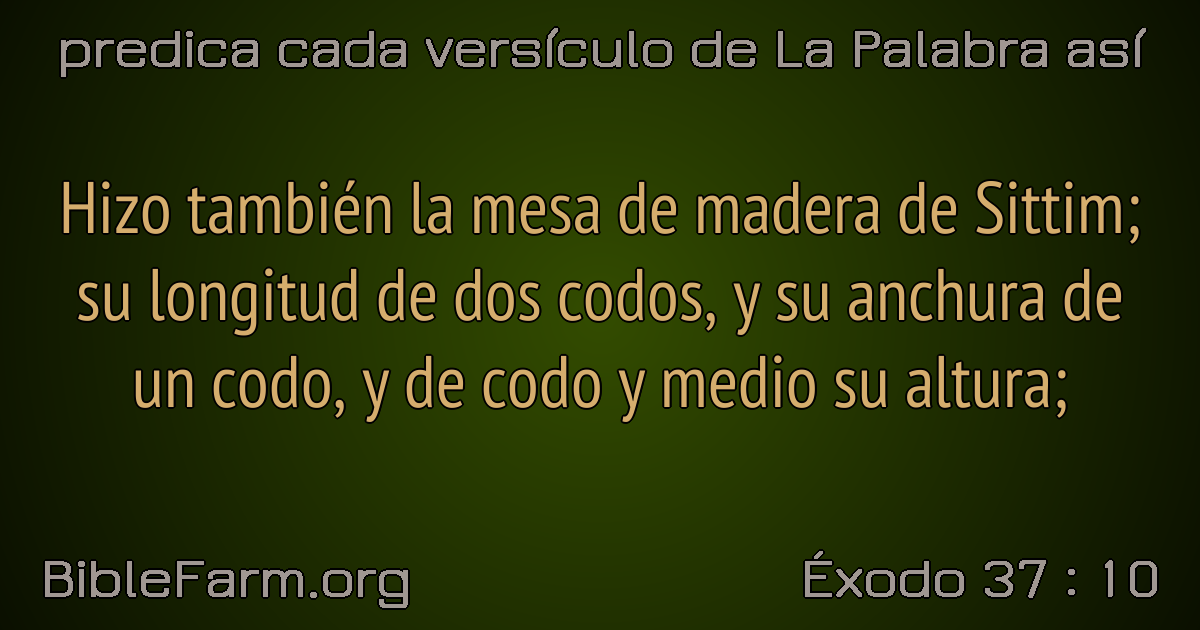 predica cada versículo de La Palabra así
Hizo también la mesa de madera de Sittim;
su longitud de dos codos, y su anchura de
un codo, y de codo y medio su altura;
BibleFarm.org
Éxodo 37 : 10